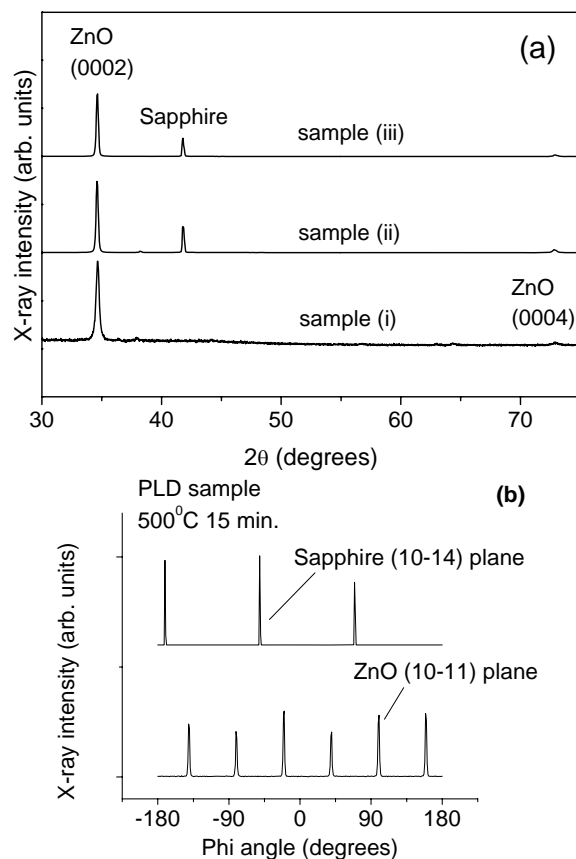 (a)
ZnO
(0002)
Sapphire
sample (iii)
sample (ii)
ZnO
(0004)
sample (i)
X-ray intensity (arb. units)
30 40 50 60 70
2θ (degrees)
PLD sample
500⁰C 15 min.
(b)
Sapphire (10-14) plane
ZnO (10-11) plane
X-ray intensity (arb. units)
-180 -90 0 90 180
Phi angle (degrees)